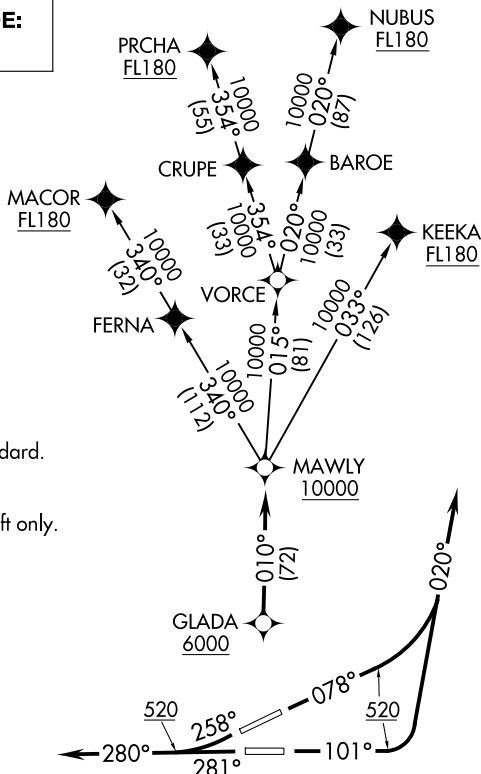 DE:
NUBUS
FL180
PRCHA
FL180
10000
354°
(55)
10000
020°
(87)
CRUPE
BAROE
MACOR
FL180
354°
10000
(33)
020°
10000
(33)
KEEKA
FL180
10000
340°
(32)
VORCE
FERNA
10000
015°
(81)
10000
033°
(126)
10000
340°
(112)
dard.
MAWLY
10000
ft only.
010°
(72)
020°
GLADA
6000
078°
520
258°
520
280°
281°
101°